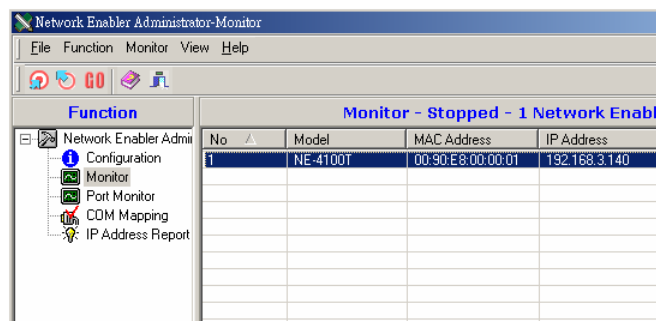 Network Enabler Administrator-Monitor
File Function Monitor View Help
GO
Function
Monitor - Stopped - 1 Network Enabl
Network Enabler Admi
Configuration
Monitor
Port Monitor
COM Mapping
IP Address Report
No Model MAC Address IP Address
1 NE-4100T 00:90:E8:00:00:01 192.168.3.140